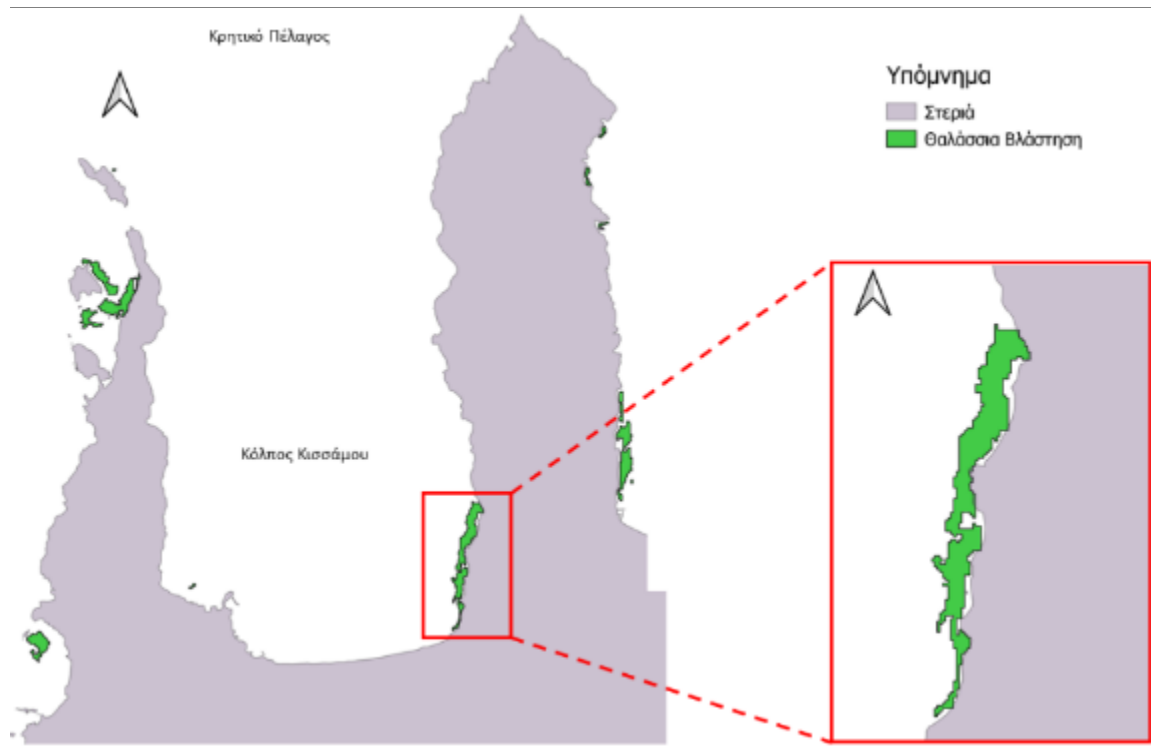 Κρητικό Πέλαγος
Υπόμνημα
Στεριά
Θαλάσσια Βλάστηση
Κόλπος Κισσάμου